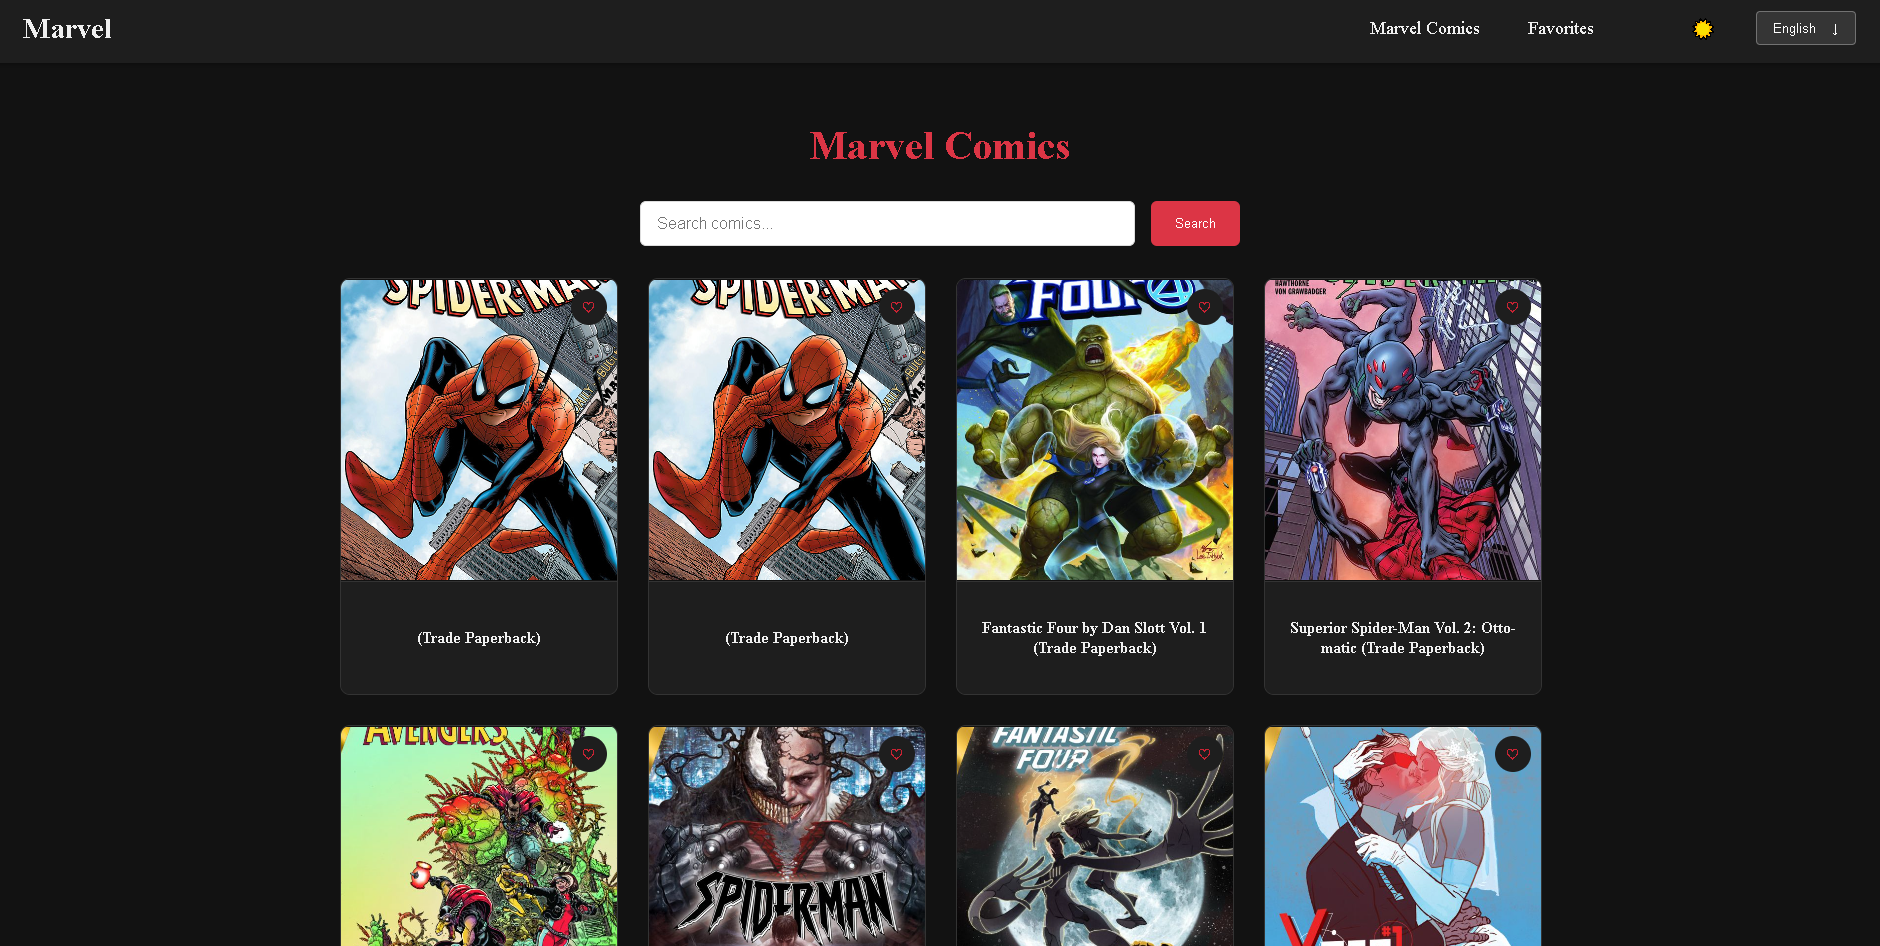 Marvel
Marvel Comics
Favorites
English ↓
Marvel Comics
Search comics...
Search
SPIDER-MAN
SPIDER-MAN
FOUR
HAWTHORNE
VON GRAWBADGER
(Trade Paperback)
(Trade Paperback)
Fantastic Four by Dan Slott Vol. 1
(Trade Paperback)
Superior Spider-Man Vol. 2: Otto-
matic (Trade Paperback)
AVENGERS
SPIDER-MAN
FANTASTIC
FOUR
#1